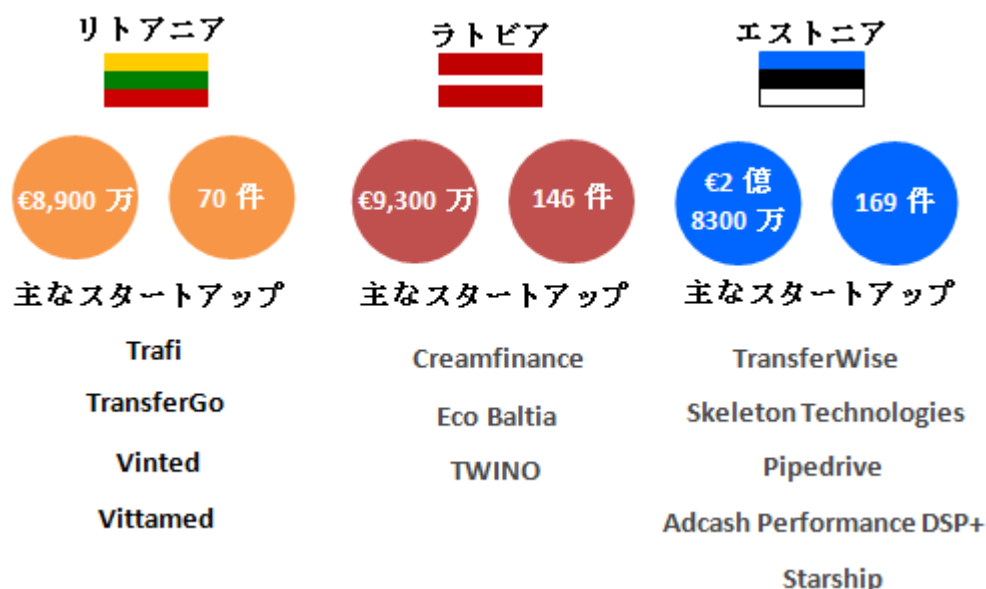 リトアニア
€8,900 万
70 件
主なスタートアップ
Trafi
TransferGo
Vinted
Vittamed
ラトビア
€9,300 万
146 件
主なスタートアップ
Creamfinance
Eco Baltia
TWINO
エストニア
€2 億
8300 万
169 件
主なスタートアップ
TransferWise
Skeleton Technologies
Pipedrive
Adcash Performance DSP+
Starship